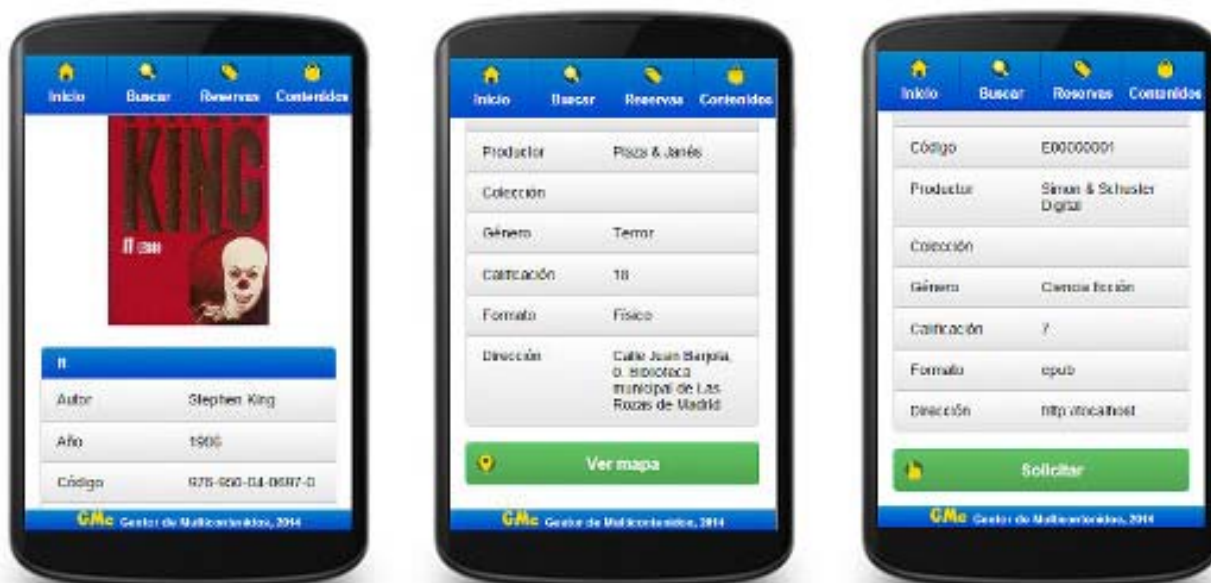 Inicio Buscar Reservas Contenidos
KING
IT
It
Autor Stephen King
Año
Código
GMc Gestor de Multicontenidos, 2014
Inicio Buscar Reservas Contenidos
Productor Plaza & Janés
Colección
Género Terror
Calificación 18
Formato Físico
Dirección Calle Juan Barjola,
0. Biblioteca
municipal de Las
Rozas de Madrid
Ver mapa
GMc Gestor de Multicontenidos, 2014
Inicio Buscar Reservas Contenidos
Código E00000001
Productor Simon & Schuster
Digital
Colección
Género Ciencia ficción
Calificación 7
Formato epub
Dirección http://localhost
Solicitar
GMc Gestor de Multicontenidos, 2014